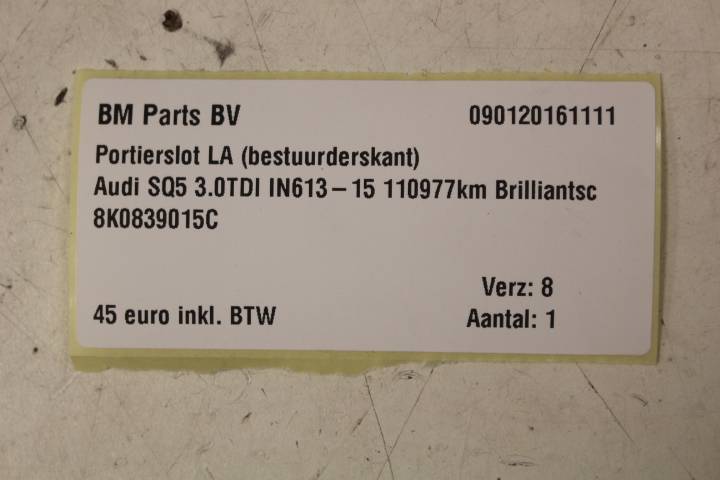 BM Parts BV 090120161111
Portierslot LA (bestuurderskant)
Audi SQ5 3.0TDI IN613-15 110977km Brilliantsc
8K0839015C
Verz: 8
45 euro inkl. BTW Aantal: 1